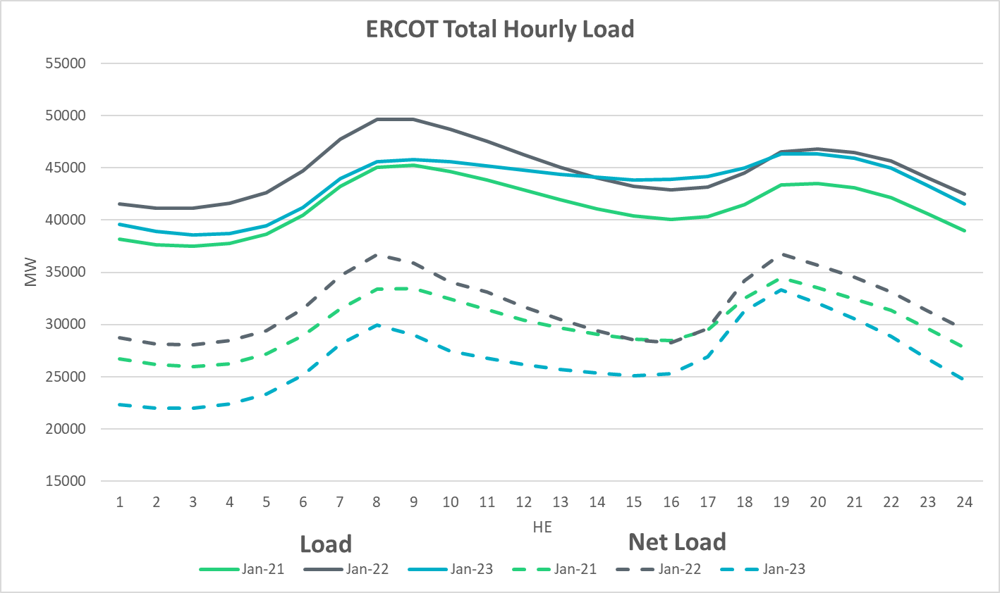 ERCOT Total Hourly Load
55000
50000
45000
40000
35000
30000
25000
20000
15000
MW
1 2 3 4 5 6 7 8 9 10 11 12 13 14 15 16 17 18 19 20 21 22 23 24
HE
Load Net Load
Jan-21 Jan-22 Jan-23 Jan-21 Jan-22 Jan-23